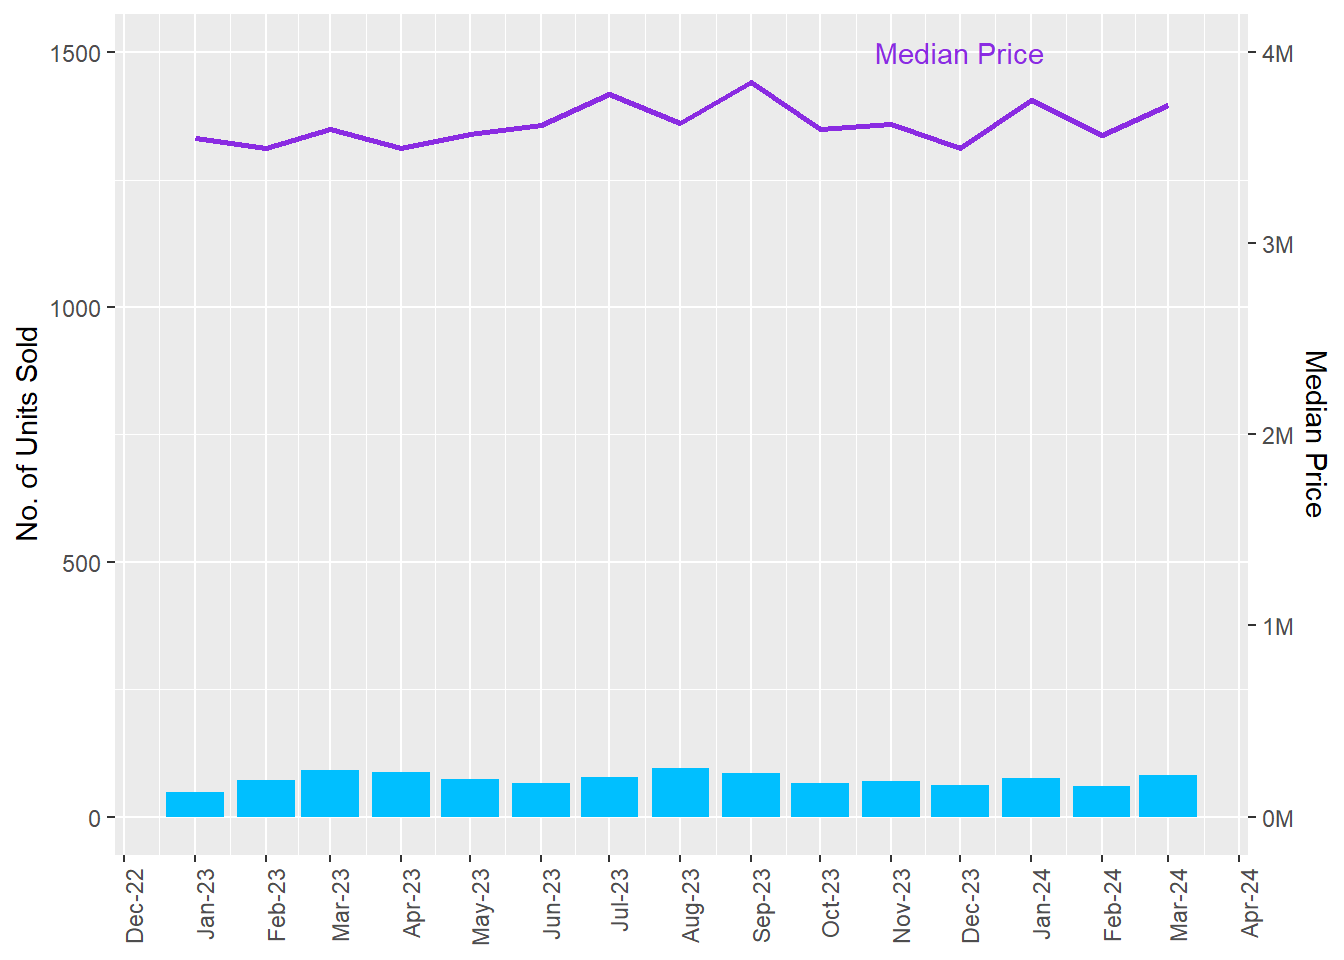 Median Price
1500
1000
500
0
No. of Units Sold
4M
3M
2M
1M
0M
Median Price
Dec-22
Jan-23
Feb-23
Mar-23
Apr-23
May-23
Jun-23
Jul-23
Aug-23
Sep-23
Oct-23
Nov-23
Dec-23
Jan-24
Feb-24
Mar-24
Apr-24